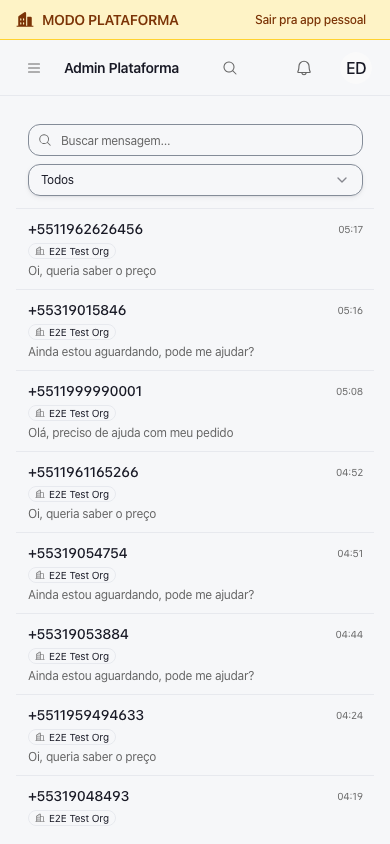 MODO PLATAFORMA
Sair pra app pessoal
Admin Plataforma
ED
Buscar mensagem...
Todos
+5511962626456
05:17
E2E Test Org
Oi, queria saber o preço
+55319015846
05:16
E2E Test Org
Ainda estou aguardando, pode me ajudar?
+5511999990001
05:08
E2E Test Org
Olá, preciso de ajuda com meu pedido
+5511961165266
04:52
E2E Test Org
Oi, queria saber o preço
+55319054754
04:51
E2E Test Org
Ainda estou aguardando, pode me ajudar?
+55319053884
04:44
E2E Test Org
Ainda estou aguardando, pode me ajudar?
+5511959494633
04:24
E2E Test Org
Oi, queria saber o preço
+55319048493
04:19
E2E Test Org